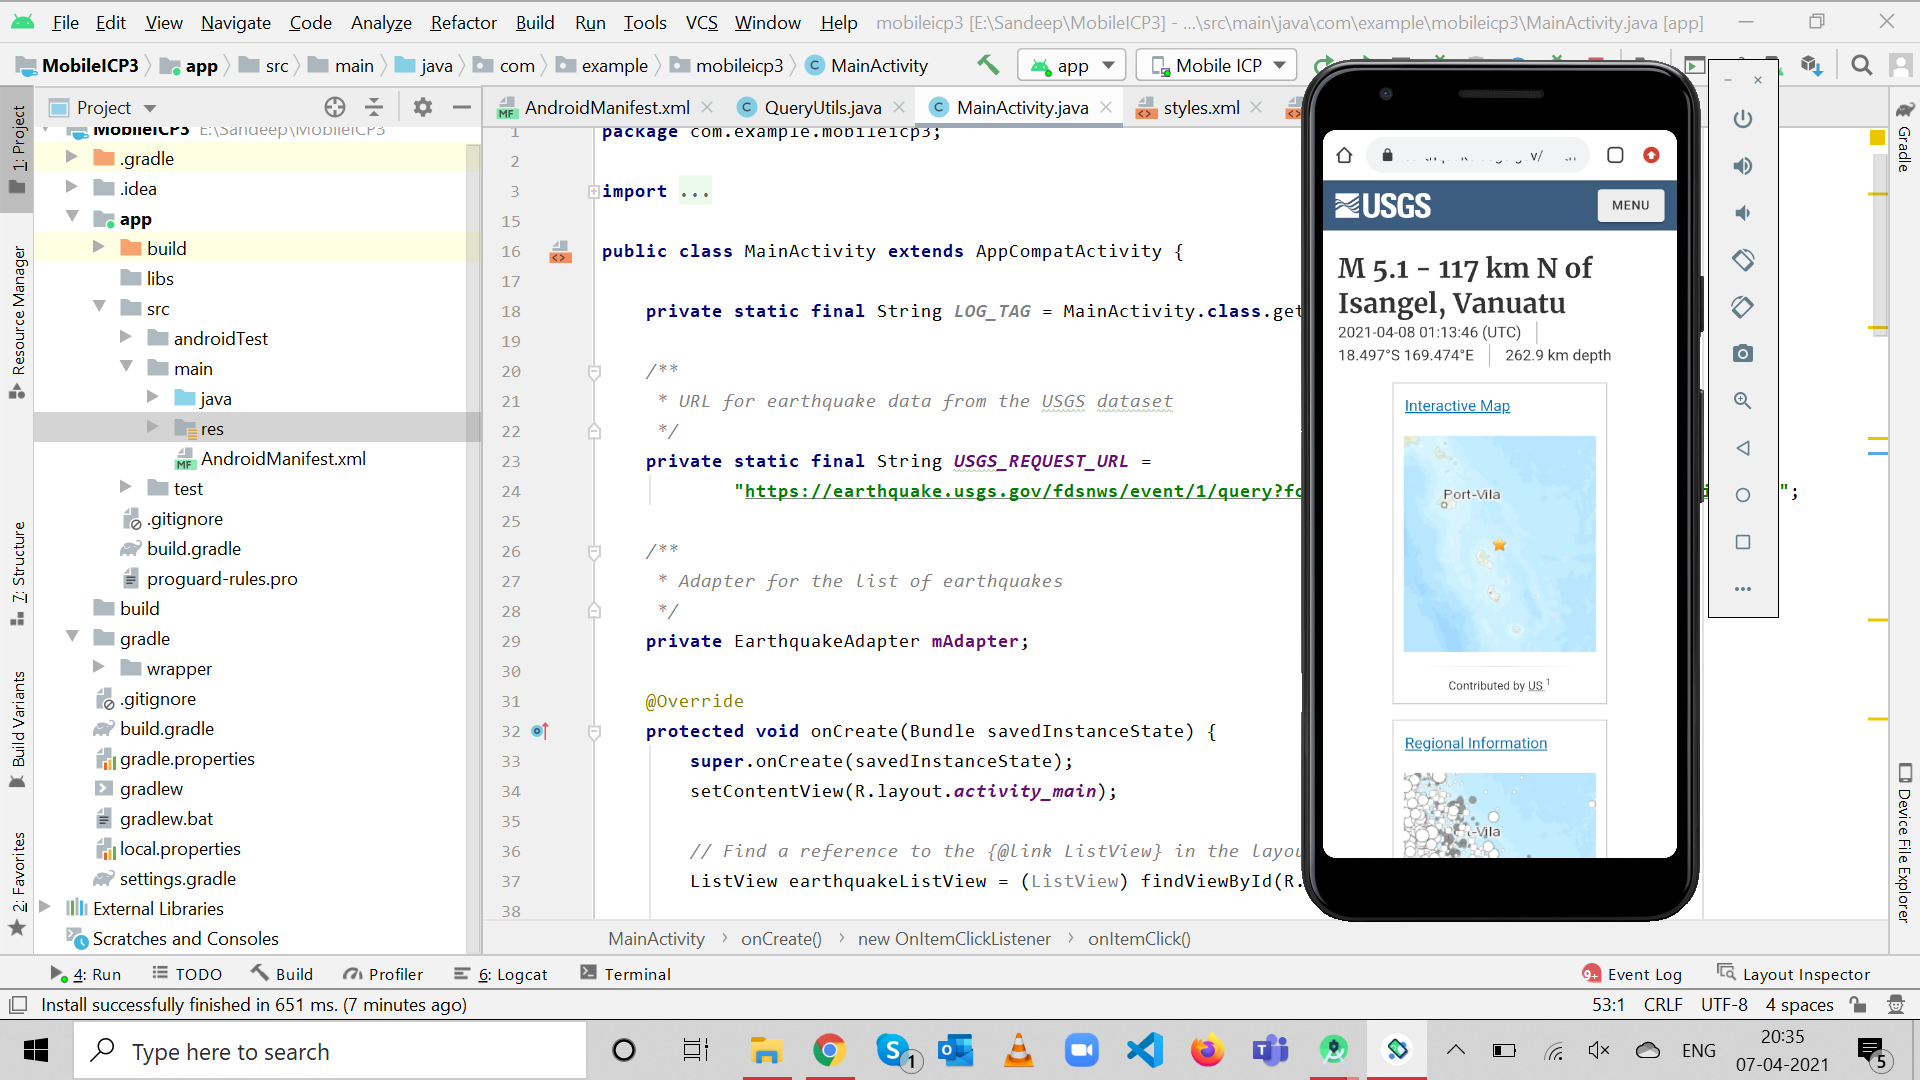 File Edit View Navigate Code Analyze Refactor Build Run Tools VCS Window Help mobileicp3 [E:\Sandeep\MobileICP3] - ...\src\main\java\com\example\mobileicp3\MainActivity.java [app]
MobileICP3 app src main java com example mobileicp3 MainActivity app Mobile ICP
Project AndroidManifest.xml QueryUtils.java MainActivity.java styles.xml
1: Project
Resource Manager
7: Structure
Build Variants
2: Favorites
MobileICP3 E:\Sandeep\MobileICP3
.gradle
.idea
app
build
libs
src
androidTest
main
java
res
AndroidManifest.xml
test
.gitignore
build.gradle
proguard-rules.pro
build
gradle
wrapper
.gitignore
build.gradle
gradle.properties
gradlew
gradlew.bat
local.properties
settings.gradle
External Libraries
Scratches and Consoles
1 package com.example.mobileicp3;
2
3 import ...
15
16 public class MainActivity extends AppCompatActivity {
17
18 private static final String LOG_TAG = MainActivity.class.get
19
20 /**
21 * URL for earthquake data from the USGS dataset
22 */
23 private static final String USGS_REQUEST_URL =
24 "https://earthquake.usgs.gov/fdsnws/event/1/query?fo ";
25
26 /**
27 * Adapter for the list of earthquakes
28 */
29 private EarthquakeAdapter mAdapter;
30
31 @Override
32 protected void onCreate(Bundle savedInstanceState) {
33 super.onCreate(savedInstanceState);
34 setContentView(R.layout.activity_main);
35
36 // Find a reference to the {@link ListView} in the layou
37 ListView earthquakeListView = (ListView) findViewById(R.
38
MainActivity onCreate() new OnItemClickListener onItemClick()
USGS MENU
M 5.1 - 117 km N of
Isangel, Vanuatu
2021-04-08 01:13:46 (UTC)
18.497°S 169.474°E 262.9 km depth
Interactive Map
Port-Vila
Contributed by US 1
Regional Information
t-Vila
Gradle
Device File Explorer
4: Run TODO Build Profiler 6: Logcat Terminal 9+ Event Log Layout Inspector
Install successfully finished in 651 ms. (7 minutes ago) 53:1 CRLF UTF-8 4 spaces
Type here to search 1 ENG 20:35
07-04-2021 5